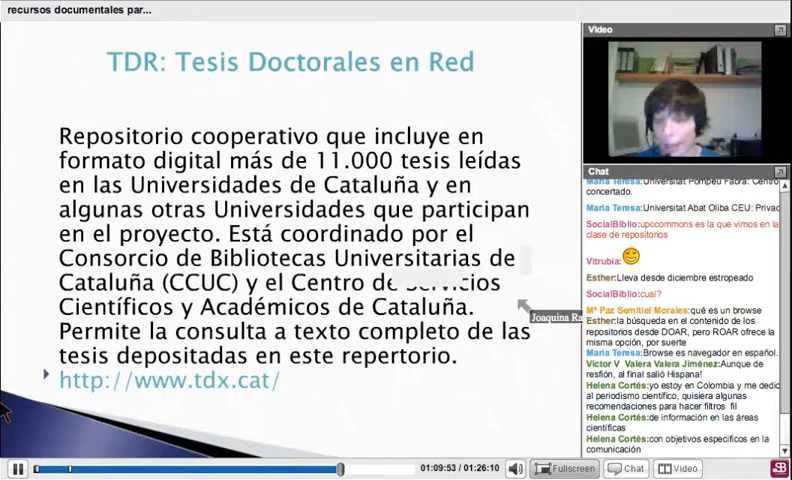 recursos documentales par...
TDR: Tesis Doctorales en Red
Repositorio cooperativo que incluye en
formato digital más de 11.000 tesis leídas
en las Universidades de Cataluña y en
algunas otras Universidades que participan
en el proyecto. Está coordinado por el
Consorcio de Bibliotecas Universitarias de
Cataluña (CCUC) y el Centro de Servicios
Científicos y Académicos de Cataluña.
Permite la consulta a texto completo de las
tesis depositadas en este repertorio.
http://www.tdx.cat/
Joaquina Ra
Video
Chat
Maria Teresa:Universitat Pompeu Fabra: Centro
concertado.
Maria Teresa:Universitat Abat Oliba CEU: Privad
SocialBiblio:upccommons es la que vimos en la
clase de repositorios
Vitrubia:
Esther:Lleva desde diciembre estropeado
SocialBiblio:cual?
Mª Paz Semitiel Morales:qué es un browse
Esther:la búsqueda en el contenido de los
repositorios desde DOAR, pero ROAR ofrece la
misma opción, por suerte
Maria Teresa:Browse es navegador en español.
Victor V Valera Valera Jiménez:Aunque de
resfión, al final salió Hispana!
Helena Cortés:yo estoy en Colombia y me dedic
al periodismo científico, quisiera algunas
recomendaciones para hacer filtros fil
Helena Cortés:de información en las áreas
científicas
Helena Cortés:con objetivos especificos en la
comunicación
01:09:53 / 01:26:10
Fullscreen
Chat
Video
SB